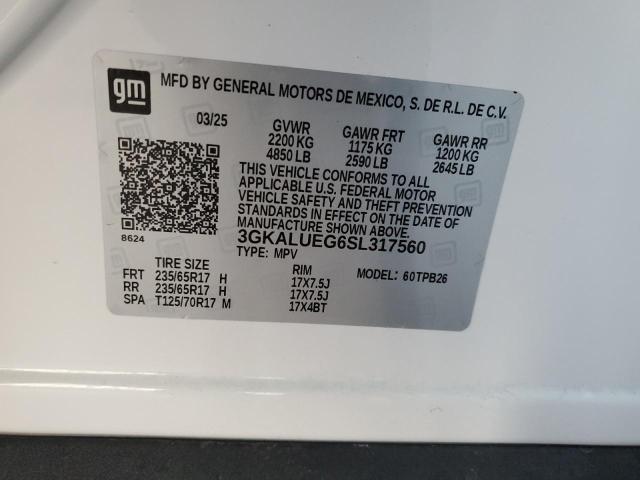 gm
MFD BY GENERAL MOTORS DE MEXICO, S. DE R.L. DE C.V.
03/25 GVWR GAWR FRT GAWR RR
2200 KG 1175 KG 1200 KG
4850 LB 2590 LB 2645 LB
THIS VEHICLE CONFORMS TO ALL
APPLICABLE U.S. FEDERAL MOTOR
VEHICLE SAFETY AND THEFT PREVENTION
STANDARDS IN EFFECT ON THE DATE OF
MANUFACTURE SHOWN ABOVE.
8624
3GKALUEG6SL317560
TYPE: MPV
TIRE SIZE RIM MODEL: 60TPB26
FRT 235/65R17 H 17X7.5J
RR 235/65R17 H 17X7.5J
SPA T125/70R17 M 17X4BT